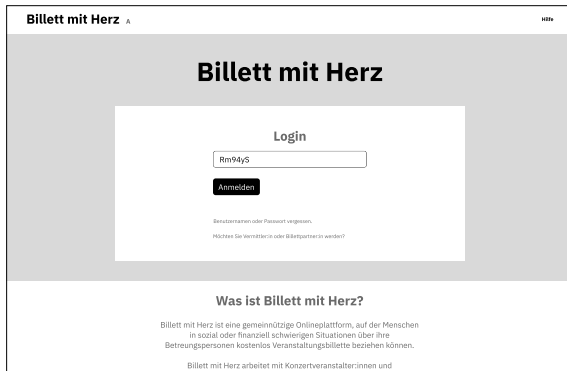 Billett mit Herz A
Hilfe
Billett mit Herz
Login
Rm94yS
Anmelden
Benutzernamen oder Passwort vergessen.
Möchten Sie Vermittler:in oder Billettpartner:in werden?
Was ist Billett mit Herz?
Billett mit Herz ist eine gemeinnützige Onlineplattform, auf der Menschen
in sozial oder finanziell schwierigen Situationen über ihre
Betreungspersonen kostenlos Veranstaltungsbillette beziehen können.
Billett mit Herz arbeitet mit Konzertveranstalter:innen und